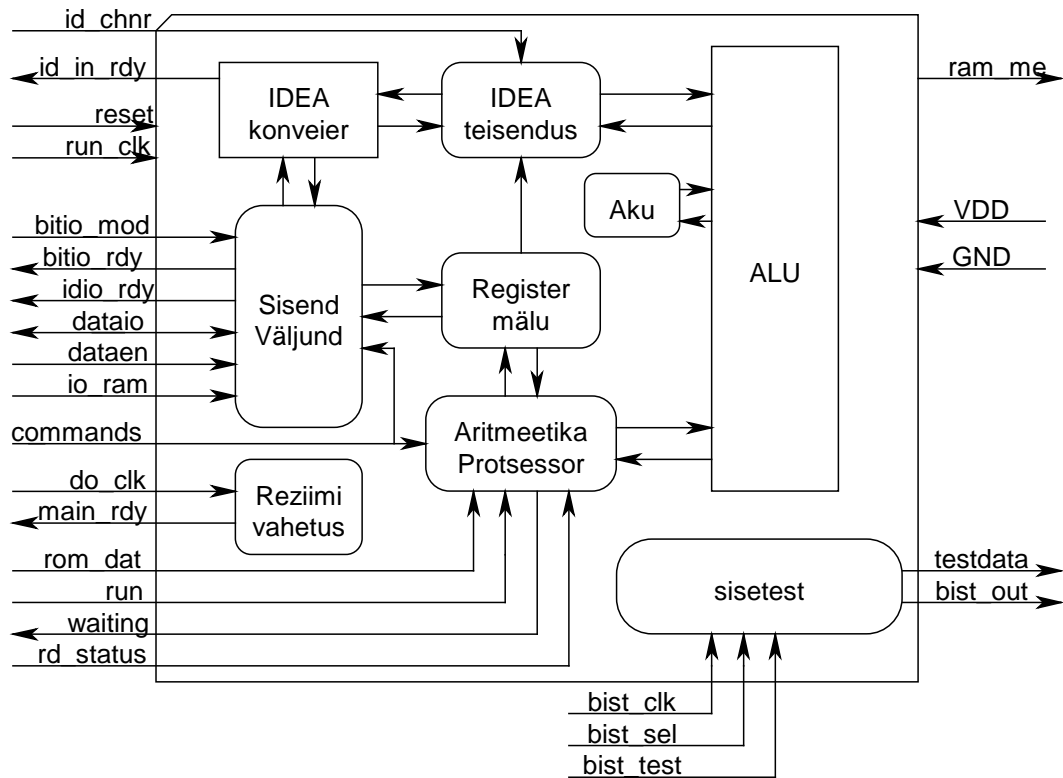 id_chnr
id_in_rdy
IDEA
konveier
IDEA
teisendus
ram_me
reset
run_clk
Aku
VDD
bitio_mod
bitio_rdy
GND
idio_rdy
Sisend
Väljund
Register
mälu
ALU
dataio
dataen
io_ram
commands
Aritmeetika
Protsessor
do_clk
main_rdy
Reziimi
vahetus
rom_dat
run
waiting
rd_status
sisetest
testdata
bist_out
bist_clk
bist_sel
bist_test